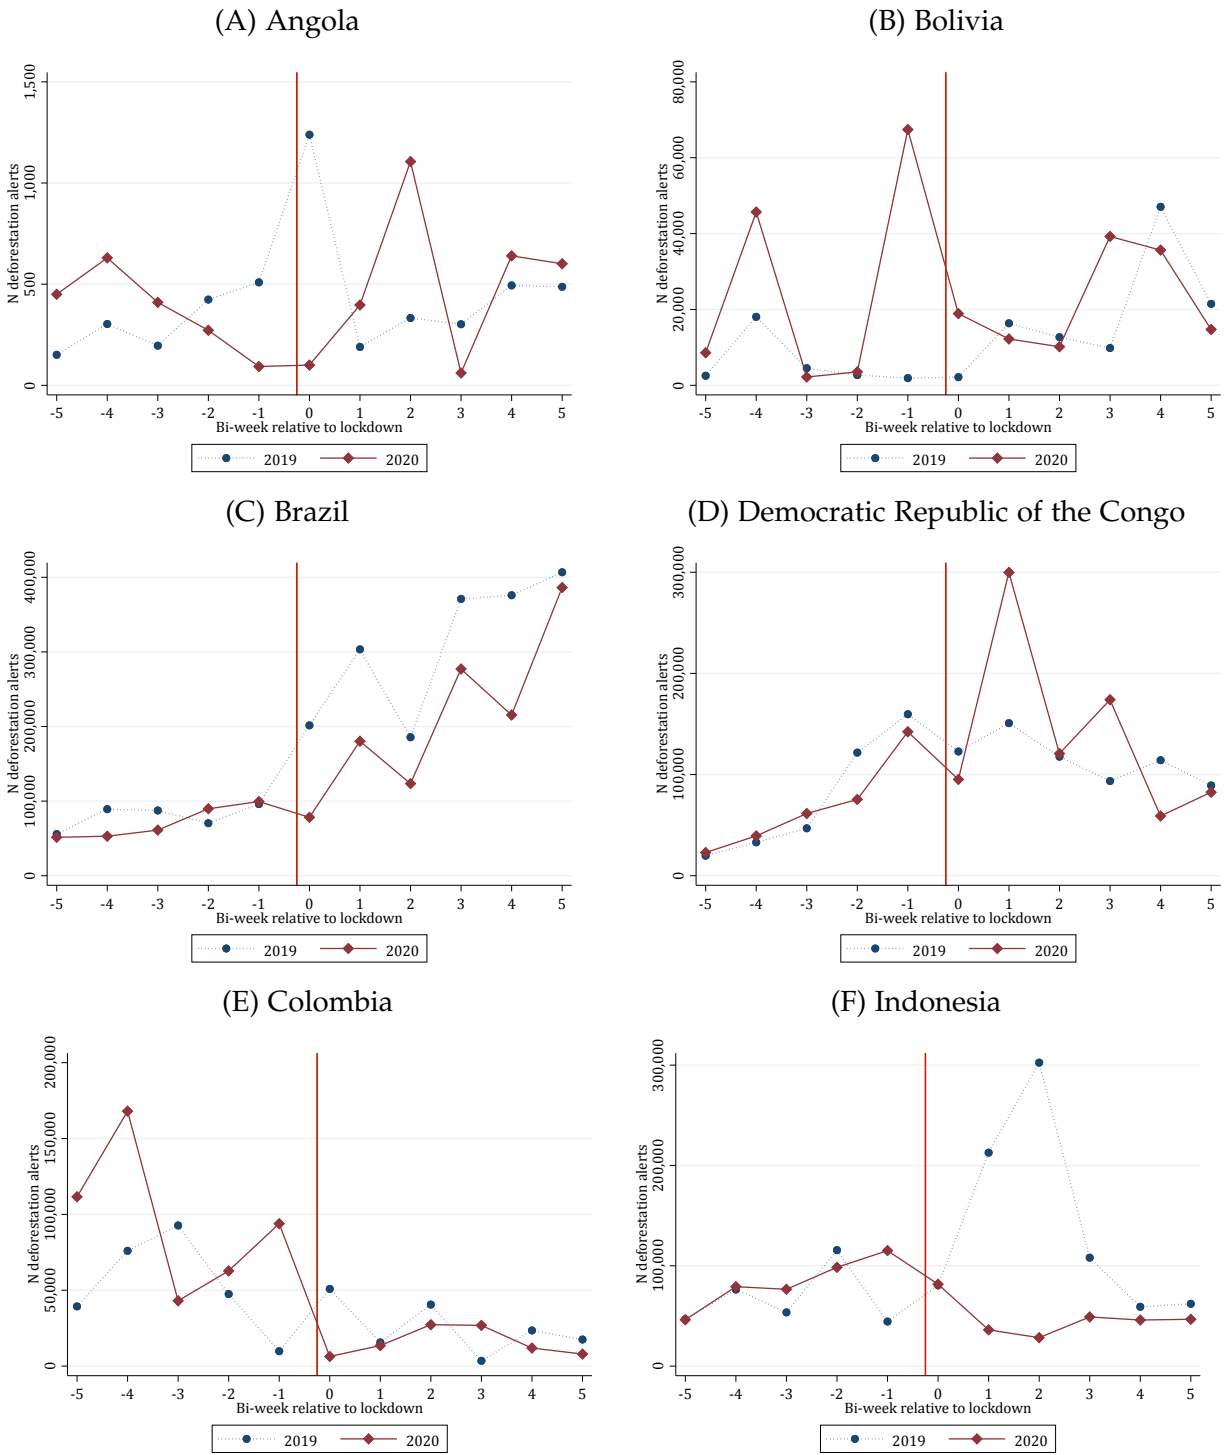 (A) Angola
N deforestation alerts
1,500
1,000
500
0
-5 -4 -3 -2 -1 0 1 2 3 4 5
Bi-week relative to lockdown
2019 2020
(B) Bolivia
N deforestation alerts
80,000
60,000
40,000
20,000
0
-5 -4 -3 -2 -1 0 1 2 3 4 5
Bi-week relative to lockdown
2019 2020
(C) Brazil
N deforestation alerts
400,000
300,000
200,000
100,000
0
-5 -4 -3 -2 -1 0 1 2 3 4 5
Bi-week relative to lockdown
2019 2020
(D) Democratic Republic of the Congo
N deforestation alerts
300,000
200,000
100,000
0
-5 -4 -3 -2 -1 0 1 2 3 4 5
Bi-week relative to lockdown
2019 2020
(E) Colombia
N deforestation alerts
200,000
150,000
100,000
50,000
0
-5 -4 -3 -2 -1 0 1 2 3 4 5
Bi-week relative to lockdown
2019 2020
(F) Indonesia
N deforestation alerts
300,000
200,000
100,000
0
-5 -4 -3 -2 -1 0 1 2 3 4 5
Bi-week relative to lockdown
2019 2020